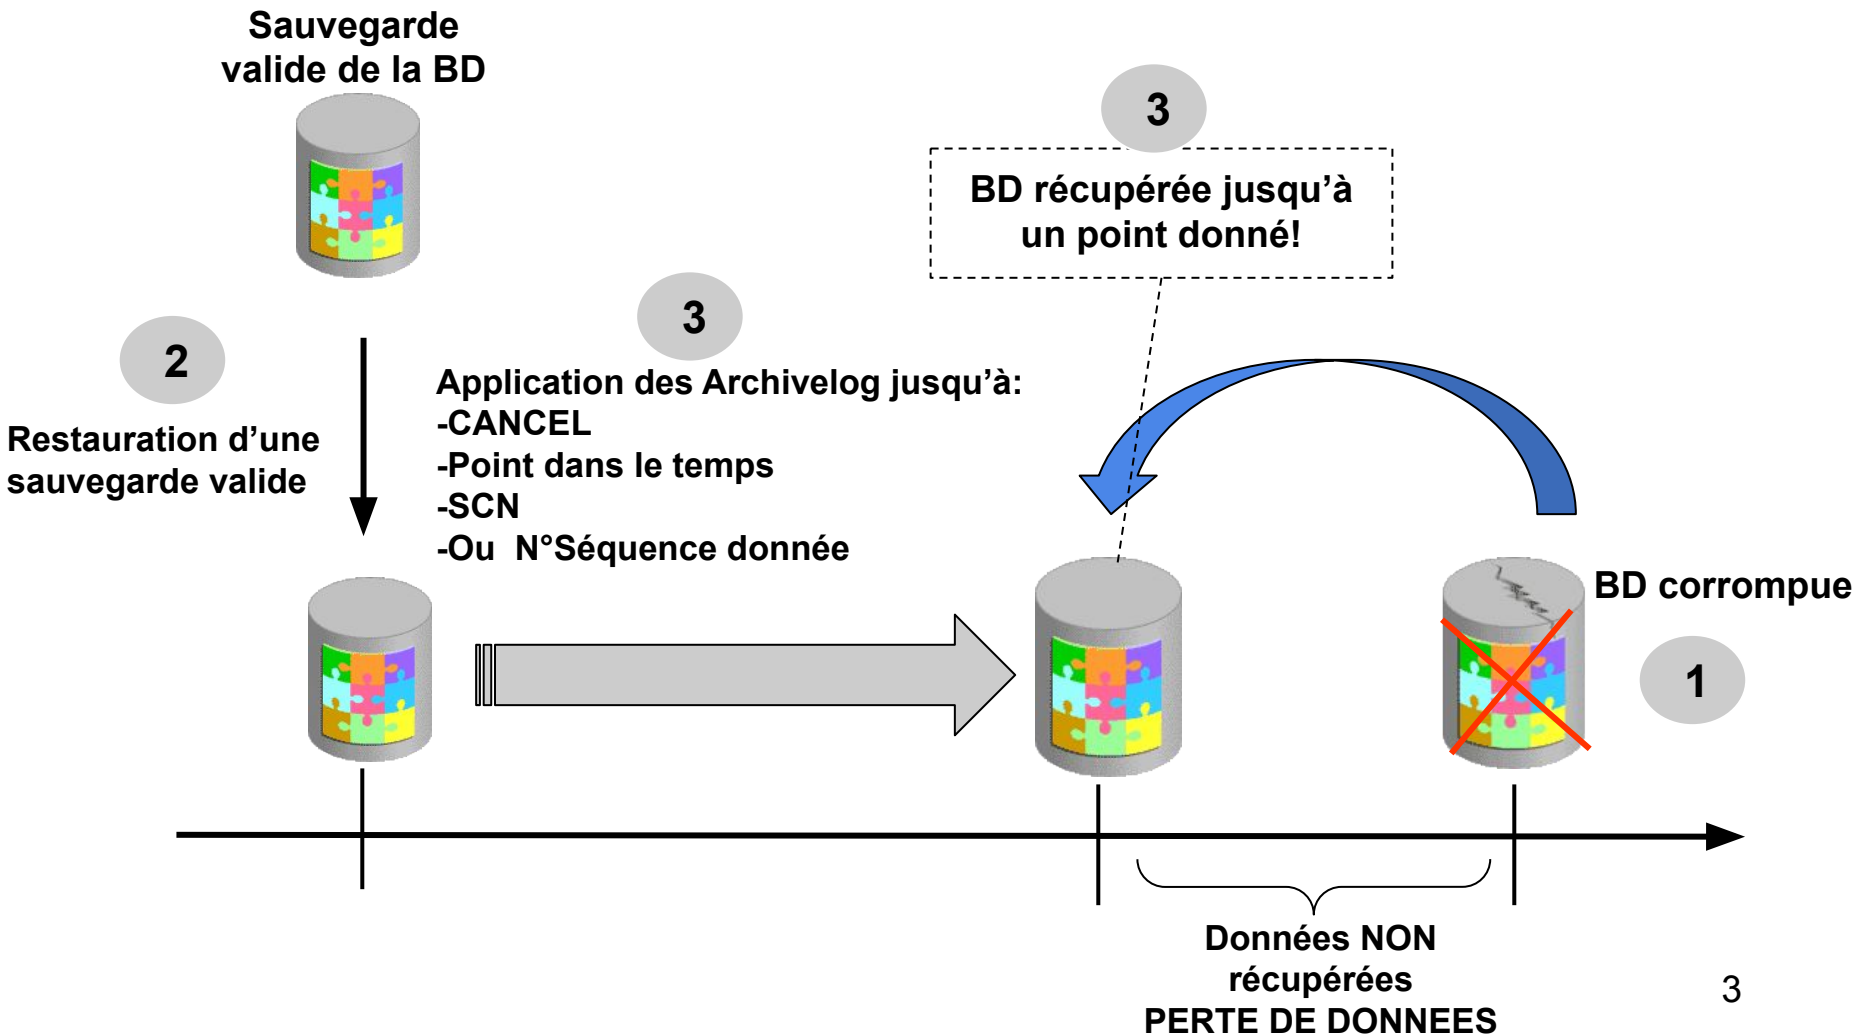 Sauvegarde
valide de la BD
3
BD récupérée jusqu’à
un point donné!
2
Restauration d’une
sauvegarde valide
3
Application des Archivelog jusqu’à:
-CANCEL
-Point dans le temps
-SCN
-Ou N°Séquence donnée
BD corrompue
1
Données NON
récupérées
PERTE DE DONNEES
3